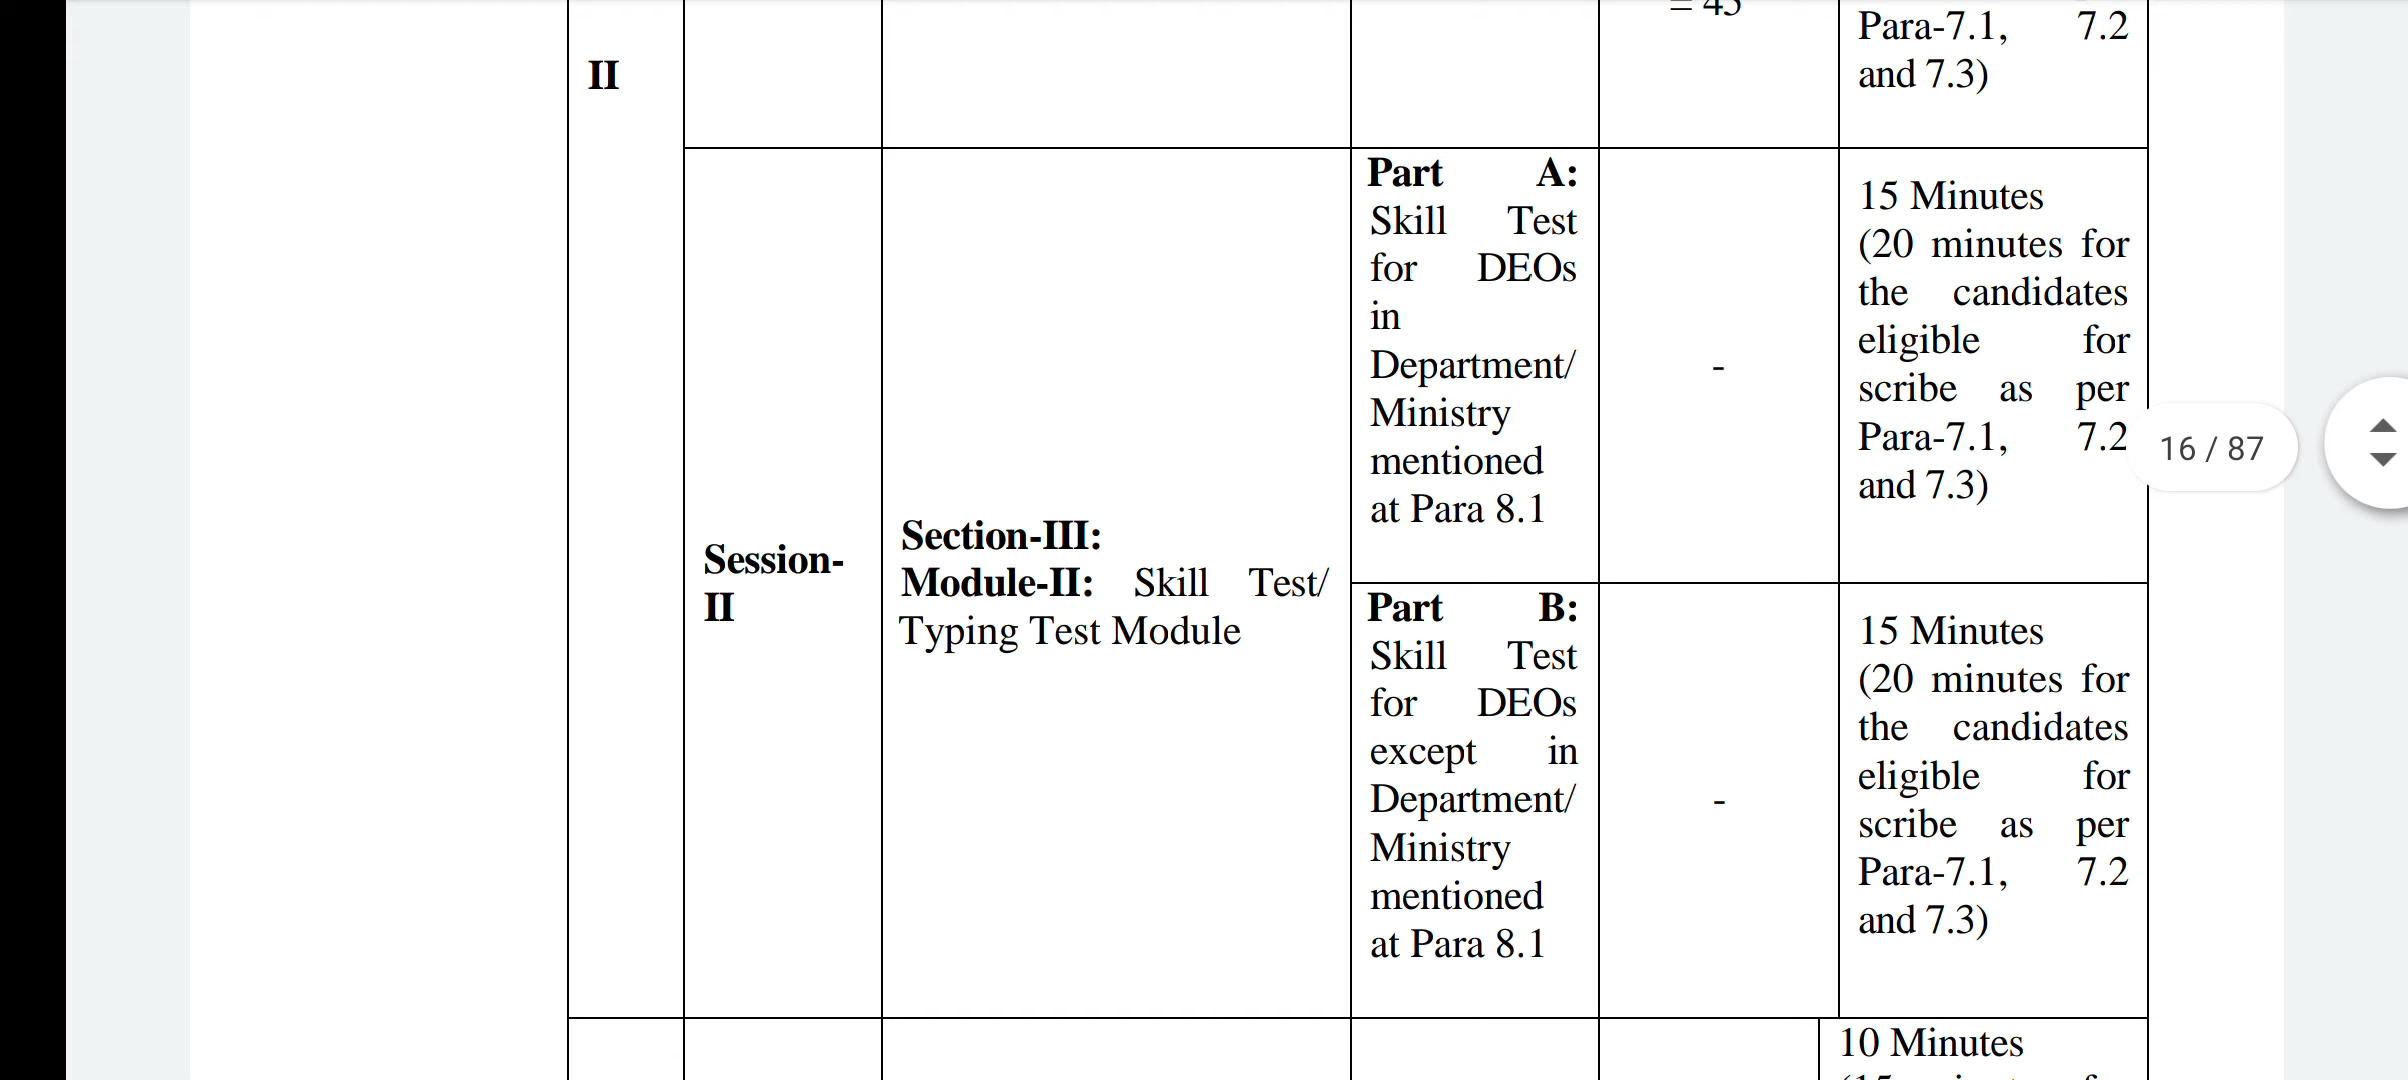 = 45
Para-7.1, 7.2
and 7.3)
II
Session-
II
Section-III:
Module-II: Skill Test/
Typing Test Module
Part A:
Skill Test
for DEOs
in
Department/
Ministry
mentioned
at Para 8.1
-
15 Minutes
(20 minutes for
the candidates
eligible for
scribe as per
Para-7.1, 7.2
and 7.3)
16 / 87
Part B:
Skill Test
for DEOs
except in
Department/
Ministry
mentioned
at Para 8.1
-
15 Minutes
(20 minutes for
the candidates
eligible for
scribe as per
Para-7.1, 7.2
and 7.3)
10 Minutes